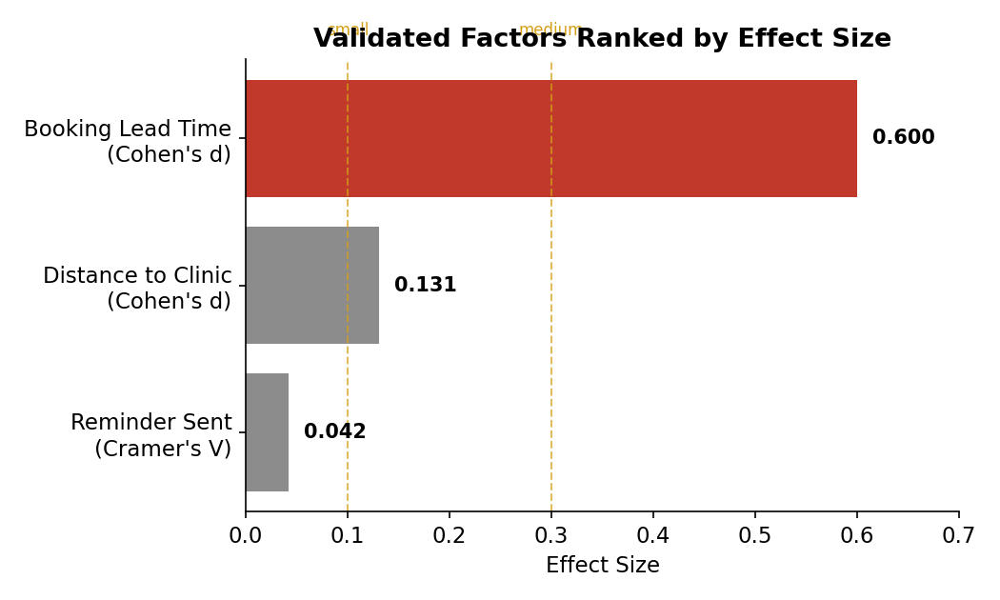 small
medium
Validated Factors Ranked by Effect Size
Booking Lead Time
(Cohen's d)
0.600
Distance to Clinic
(Cohen's d)
0.131
Reminder Sent
(Cramer's V)
0.042
0.0 0.1 0.2 0.3 0.4 0.5 0.6 0.7
Effect Size